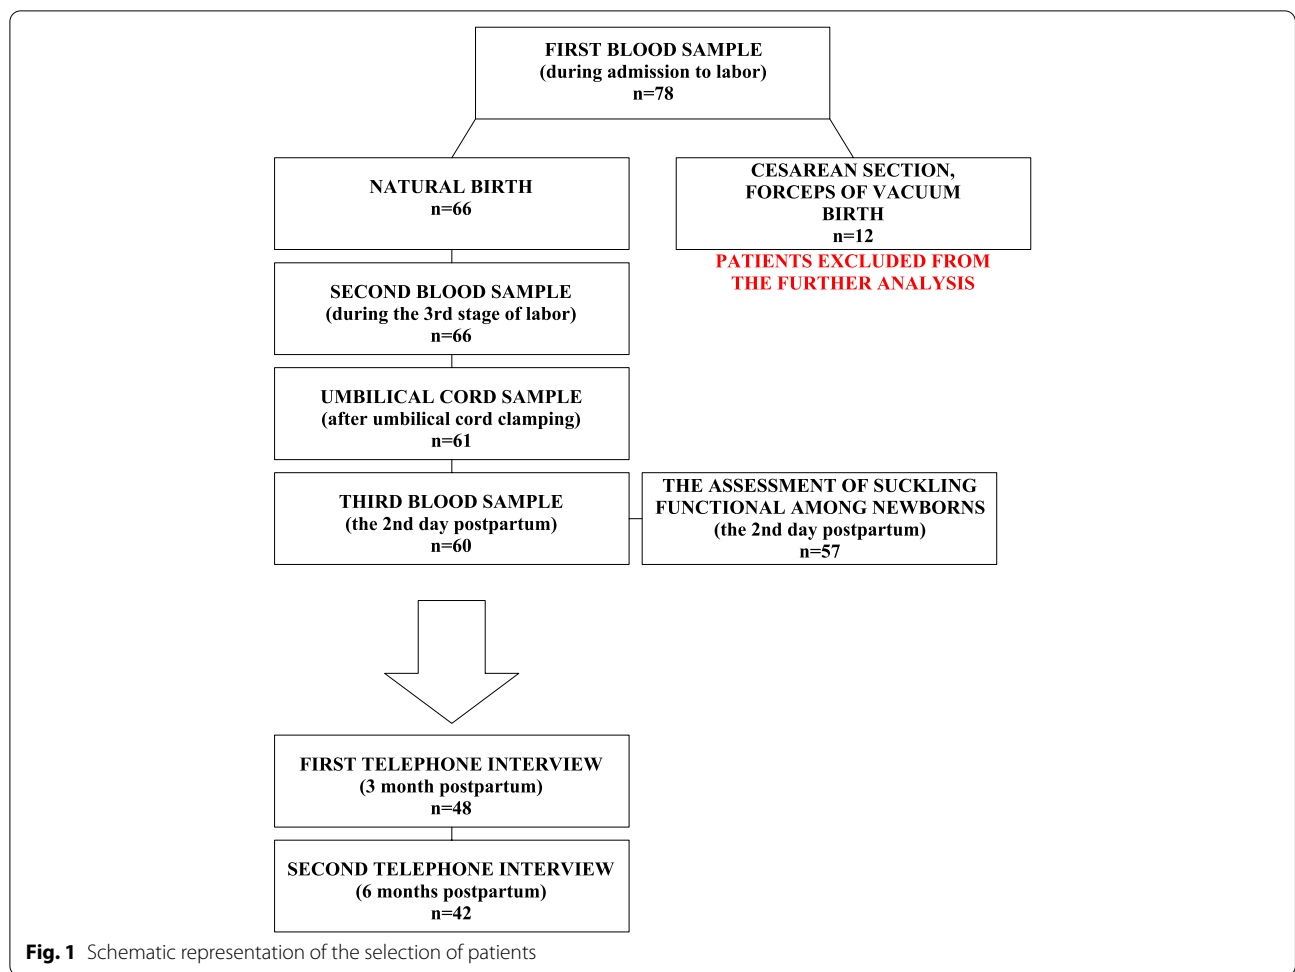 FIRST BLOOD SAMPLE
(during admission to labor)
n=78
NATURAL BIRTH
n=66
CESAREAN SECTION,
FORCEPS OF VACUUM
BIRTH
n=12
PATIENTS EXCLUDED FROM
THE FURTHER ANALYSIS
SECOND BLOOD SAMPLE
(during the 3rd stage of labor)
n=66
UMBILICAL CORD SAMPLE
(after umbilical cord clamping)
n=61
THIRD BLOOD SAMPLE
(the 2nd day postpartum)
n=60
THE ASSESSMENT OF SUCKLING
FUNCTIONAL AMONG NEWBORNS
(the 2nd day postpartum)
n=57
FIRST TELEPHONE INTERVIEW
(3 month postpartum)
n=48
SECOND TELEPHONE INTERVIEW
(6 months postpartum)
n=42
Fig. 1 Schematic representation of the selection of patients